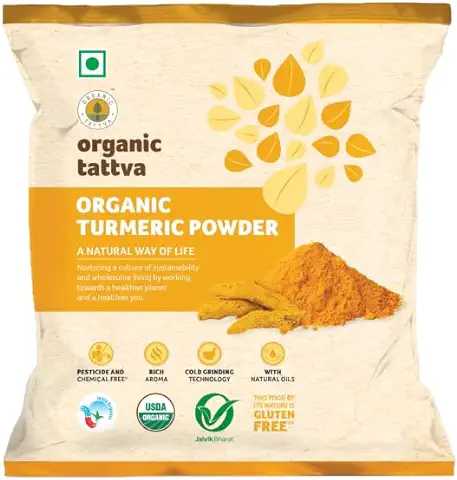 ORGANIC
TATTVA
organic
tattva
ORGANIC
TURMERIC POWDER
A NATURAL WAY OF LIFE
Nurturing a culture of sustainability
and wholesome living by working
towards a healthier planet
and a healthier you.
PESTICIDE AND
CHEMICAL FREE*
RICH
AROMA
COLD GRINDING
TECHNOLOGY
WITH
NATURAL OILS
USDA
ORGANIC
Jaivik Bharat
THIS FOOD BY
ITS NATURE IS
GLUTEN
FREE